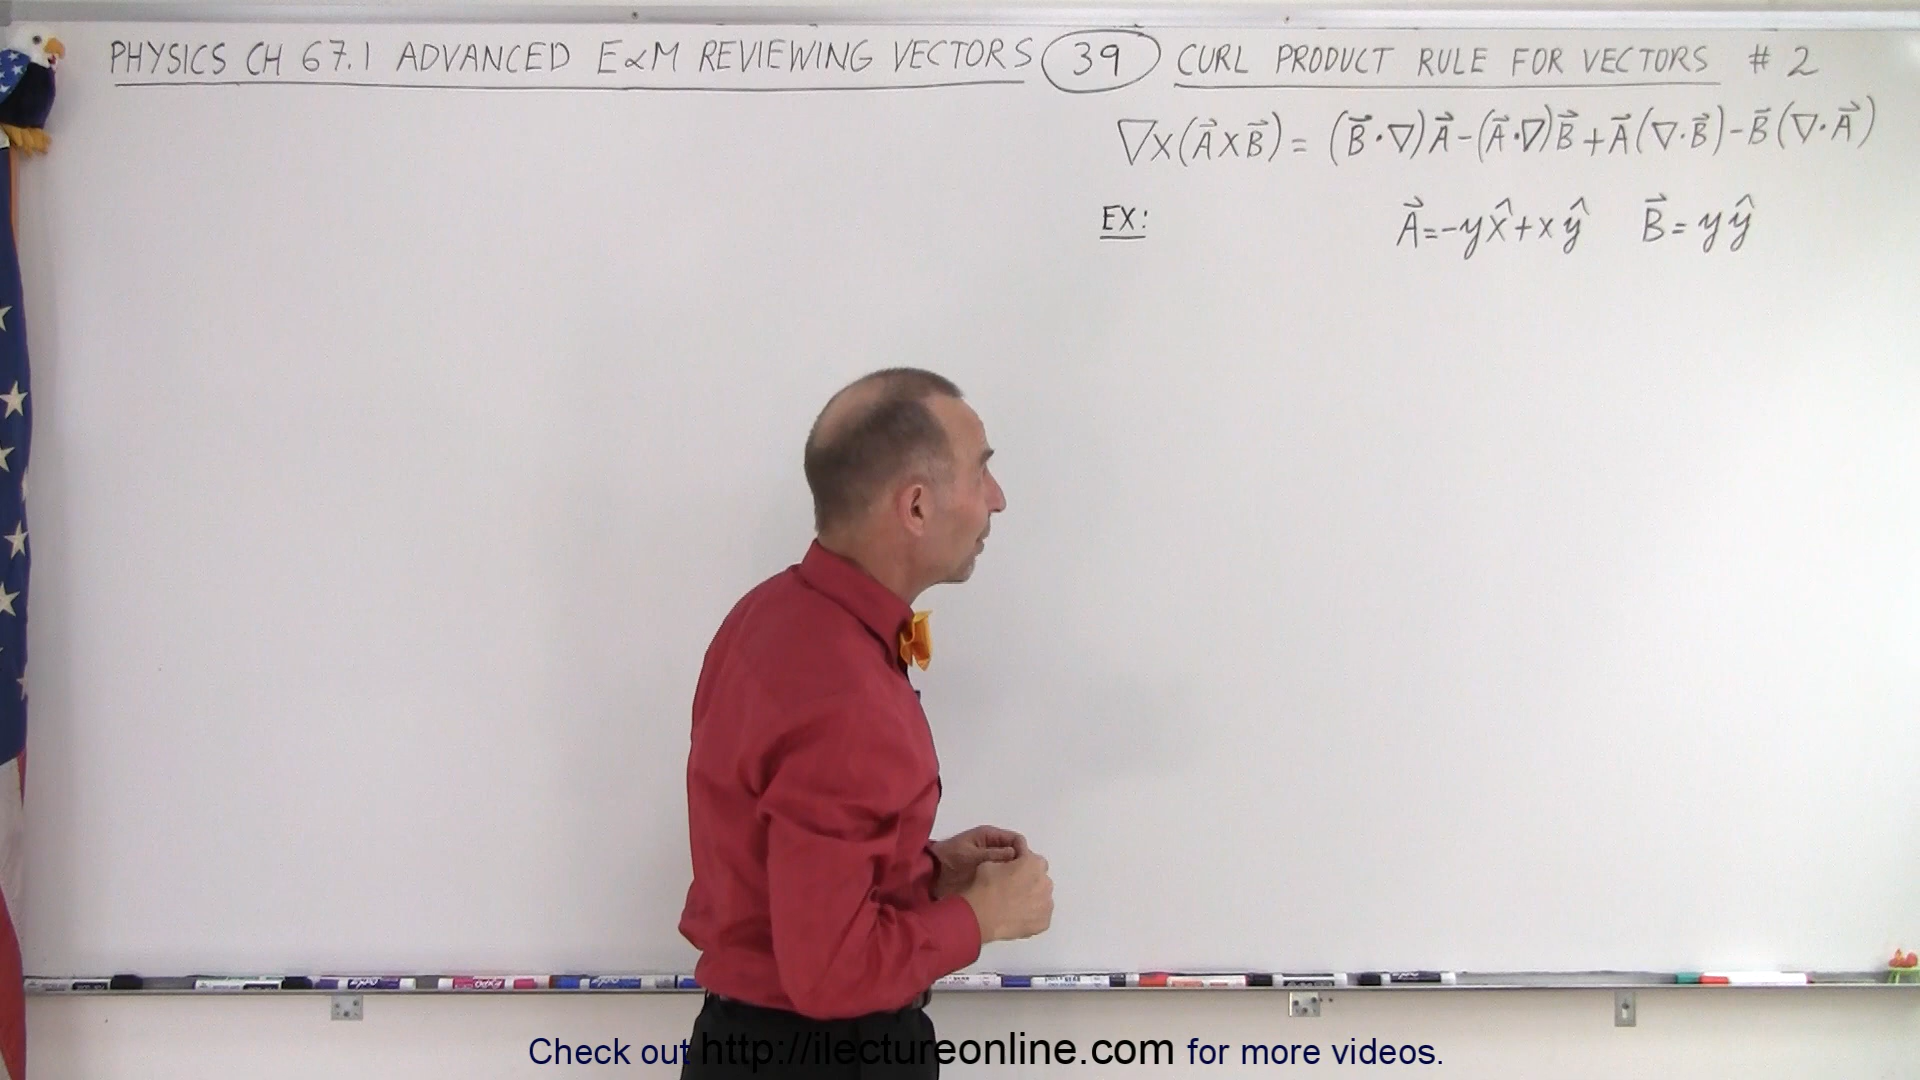 PHYSICS CH 67.1 ADVANCED E&M REVIEWING VECTORS 39 CURL PRODUCT RULE FOR VECTORS # 2
∇×(A⃗×B⃗) = (B⃗·∇)A⃗-(A⃗·∇)B⃗+A⃗(∇·B⃗)-B⃗(∇·A⃗)
EX: A⃗=-yx̂+xŷ B⃗=yŷ
Check out http://ilectureonline.com for more videos.